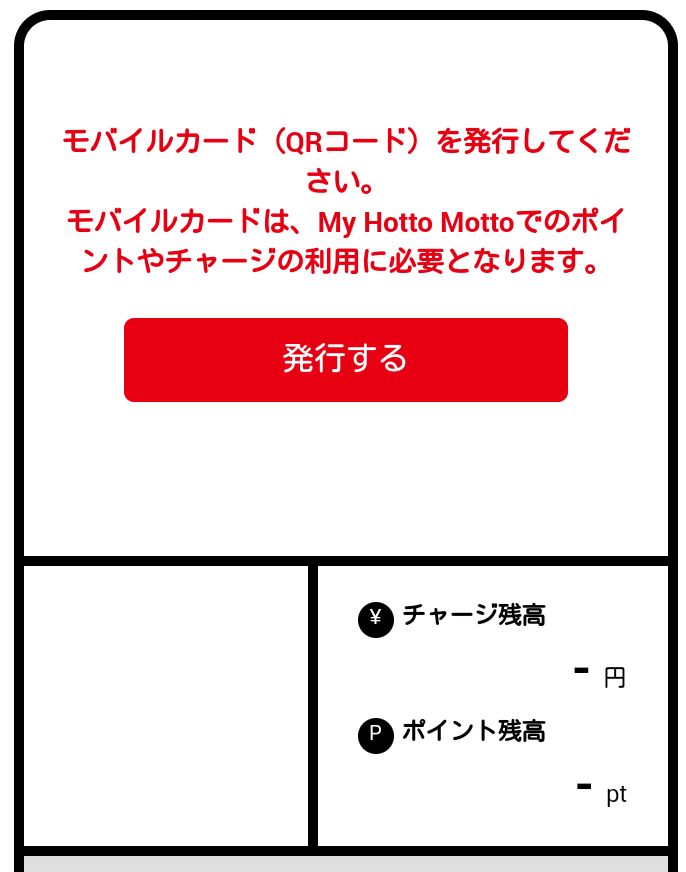 モバイルカード（QRコード）を発行してくだ
さい。
モバイルカードは、My Hotto Mottoでのポイ
ントやチャージの利用に必要となります。
発行する
¥ チャージ残高
- 円
P ポイント残高
- pt